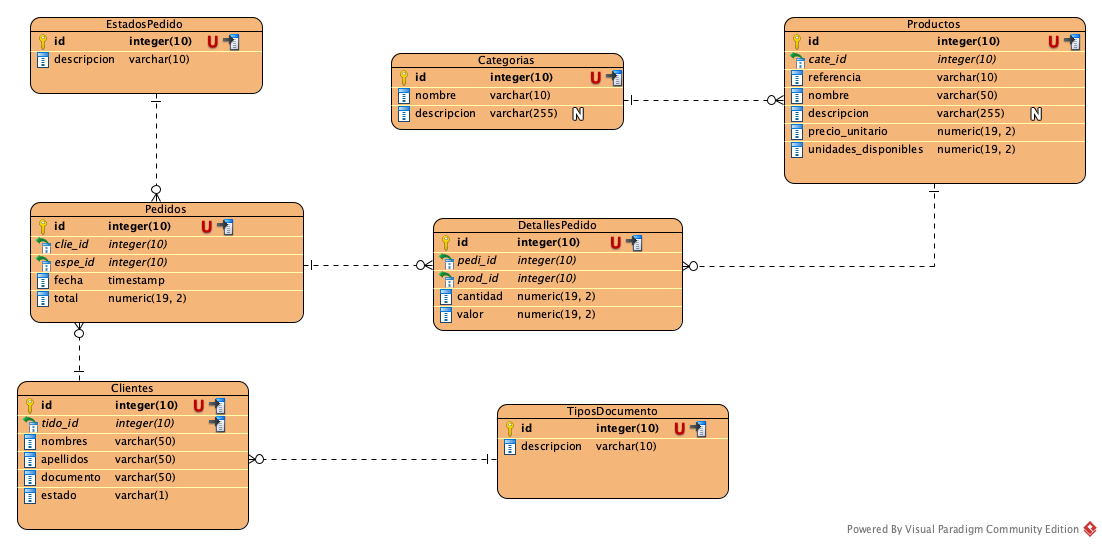 EstadosPedido
id integer(10) U
descripcion varchar(10)
Categorias
id integer(10) U
nombre varchar(10)
descripcion varchar(255) N
Productos
id integer(10) U
cate_id integer(10)
referencia varchar(10)
nombre varchar(50)
descripcion varchar(255) N
precio_unitario numeric(19, 2)
unidades_disponibles numeric(19, 2)
Pedidos
id integer(10) U
clie_id integer(10)
espe_id integer(10)
fecha timestamp
total numeric(19, 2)
DetallesPedido
id integer(10) U
pedi_id integer(10)
prod_id integer(10)
cantidad numeric(19, 2)
valor numeric(19, 2)
Clientes
id integer(10) U
tido_id integer(10)
nombres varchar(50)
apellidos varchar(50)
documento varchar(50)
estado varchar(1)
TiposDocumento
id integer(10) U
descripcion varchar(10)
Powered By Visual Paradigm Community Edition